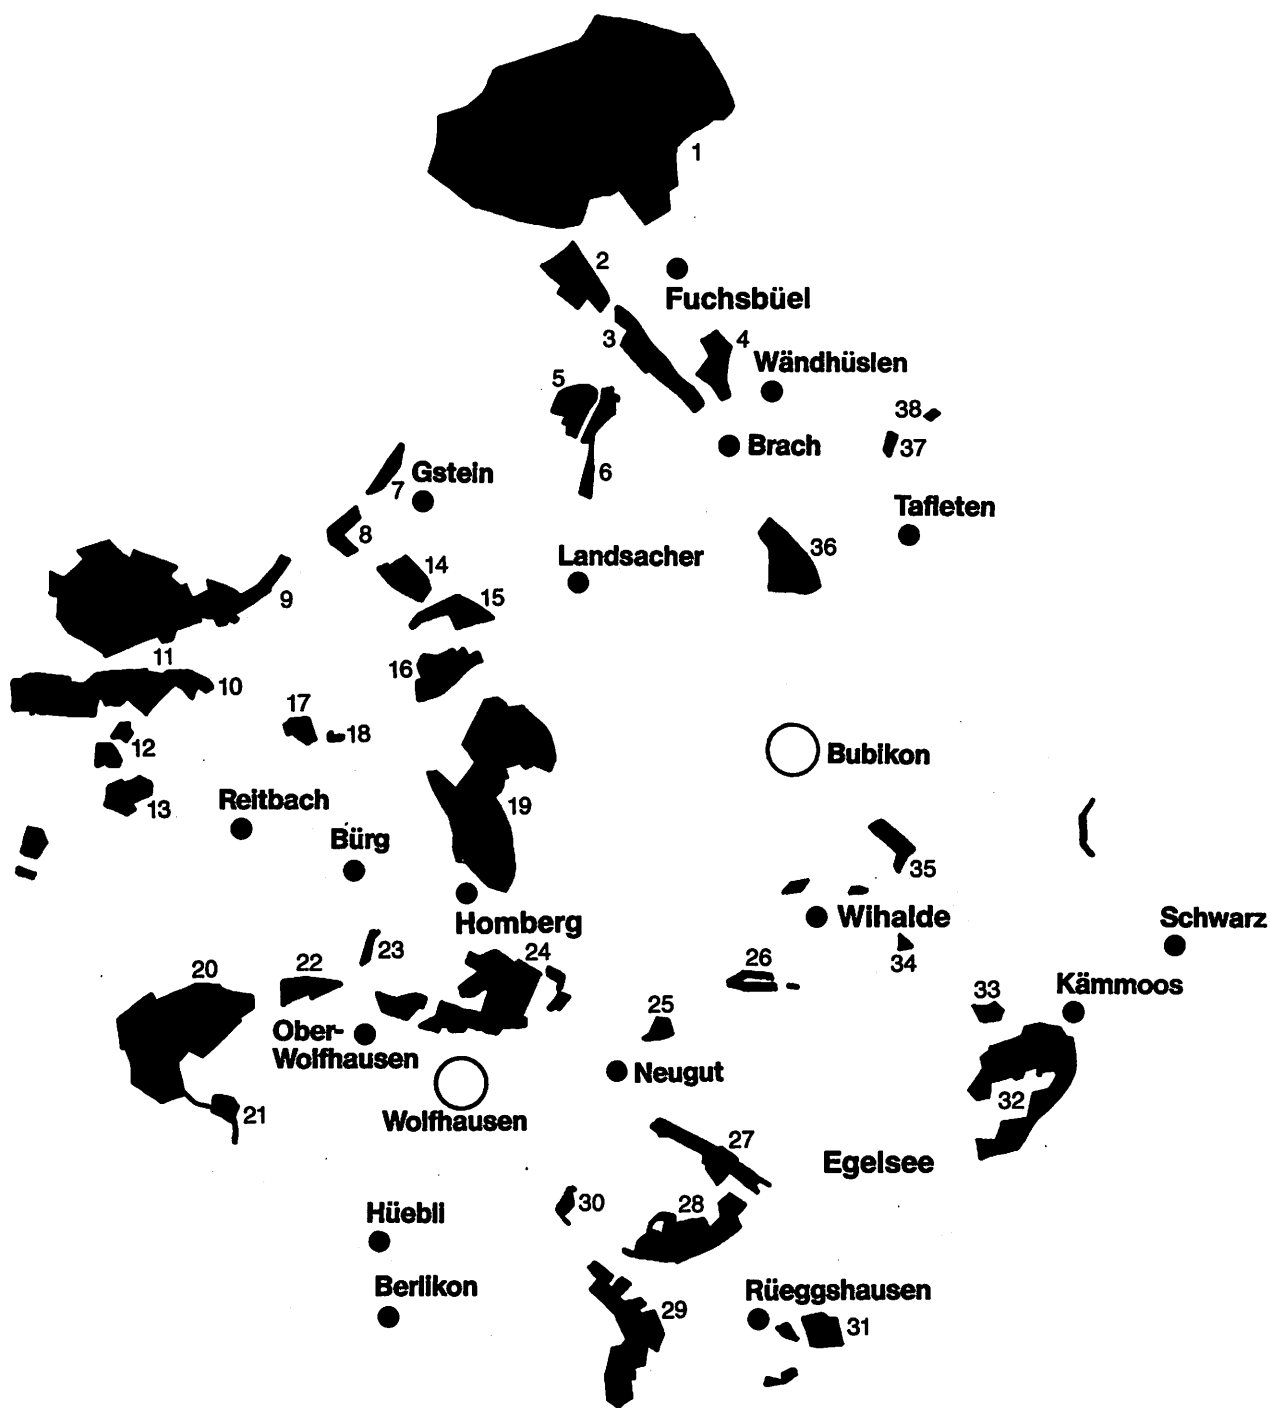 1
2
Fuchsbüel
3
4
Wändhüslen
5
38
Brach
37
6
Gstein
7
Tafleten
8
36
Landsacher
14
9
15
11
16
10
17
18
12
Bubikon
Reitbach
19
13
Bürg
35
Homberg
Wihalde
Schwarz
23
24
34
20
22
26
Kämmoos
33
25
Ober-
Wolfhausen
Neugut
32
21
Wolfhausen
27
Egelsee
30
28
Hüebli
Berlikon
Rüeggshausen
29
31